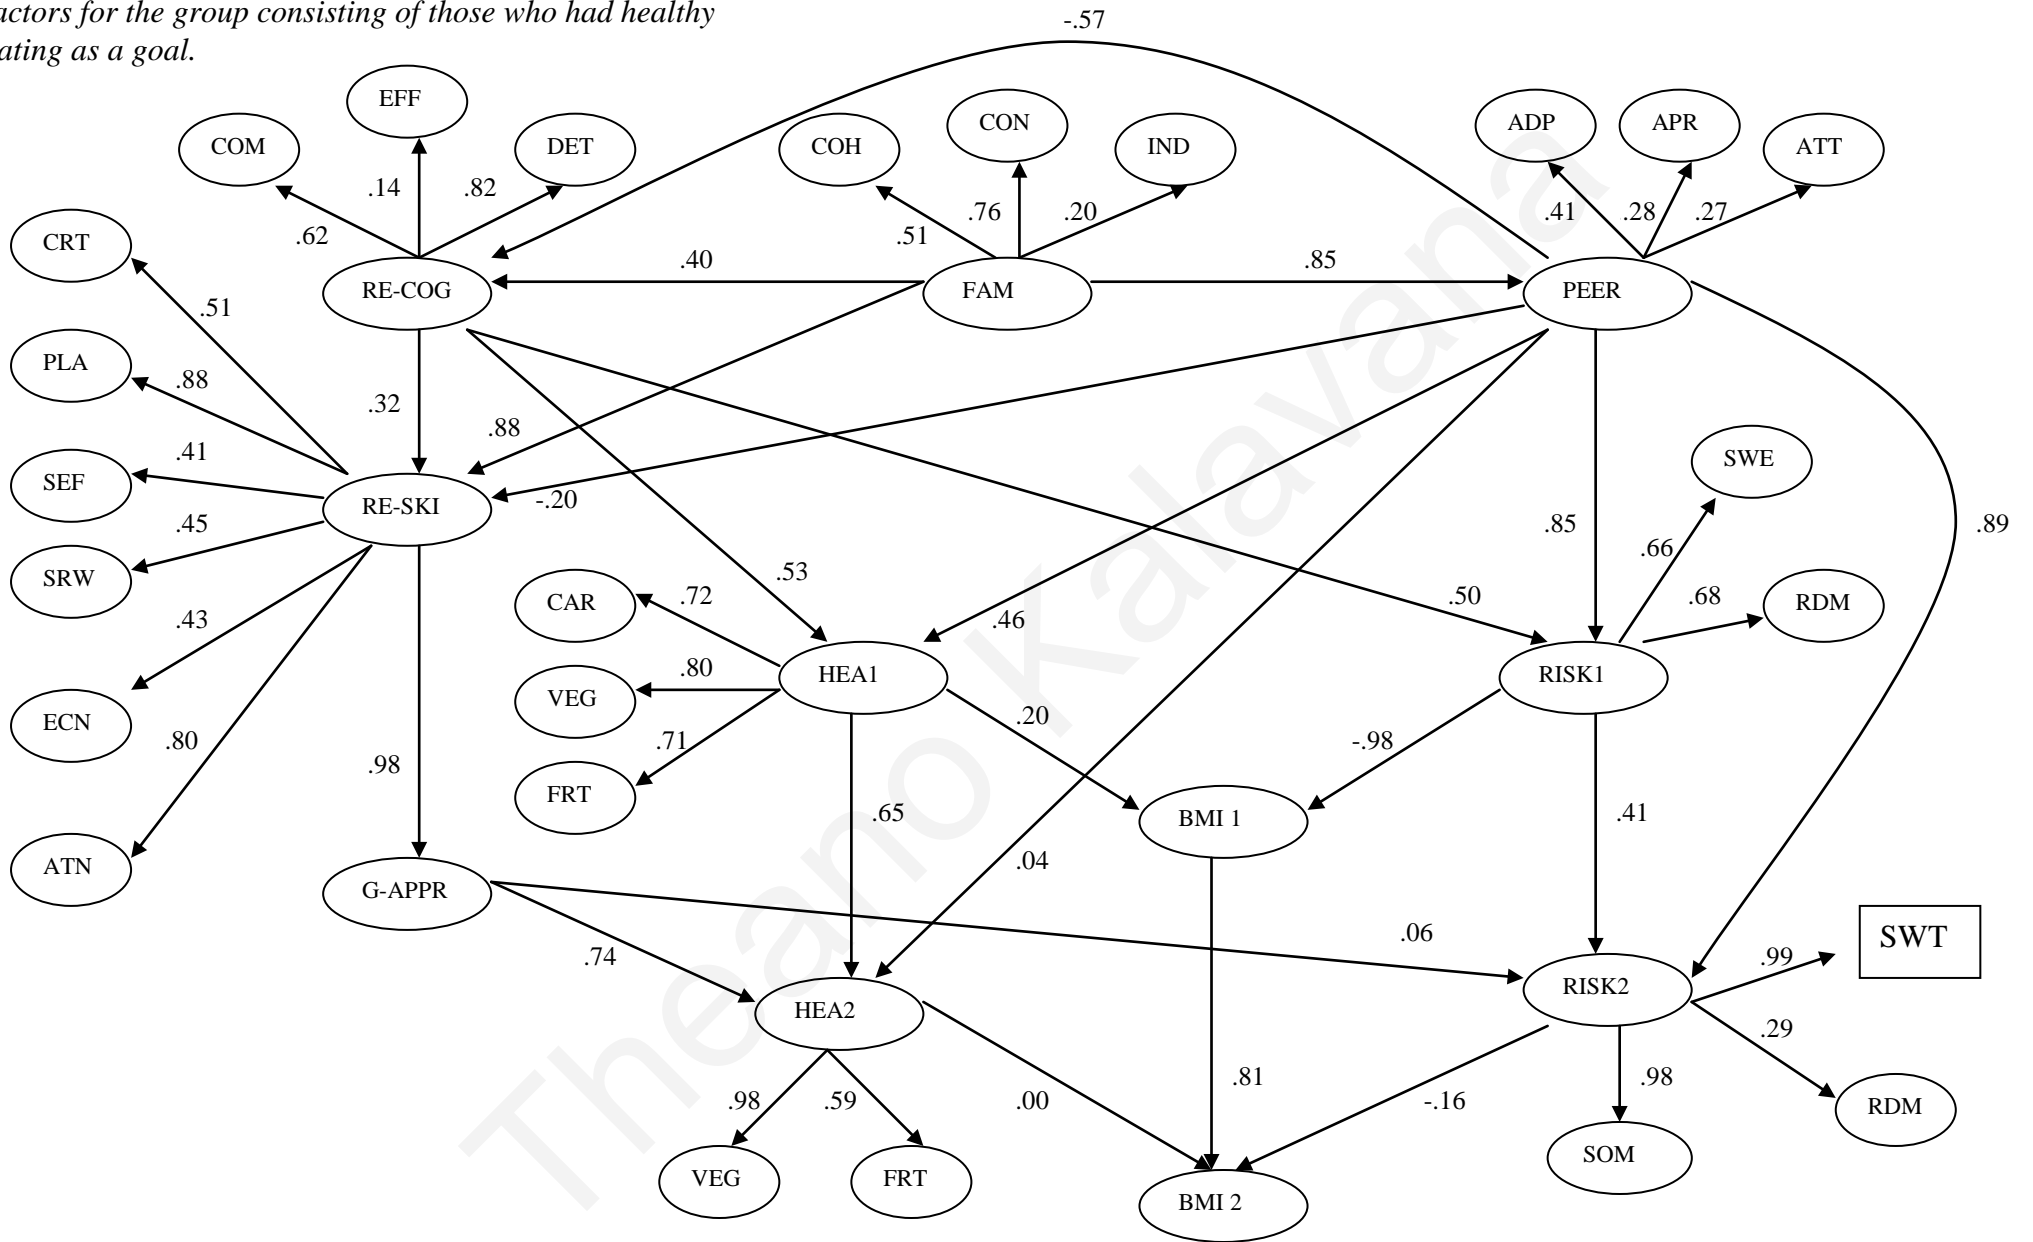 actors for the group consisting of those who had healthy
ating as a goal.
-.57
EFF
CON
ADP
APR
COM
DET
COH
IND
ATT
.14
.82
.76
.20
.41
.28
.27
.62
.51
CRT
.40
.85
RE-COG
FAM
PEER
.51
PLA
.88
.32
.88
.41
SEF
SWE
-.20
RE-SKI
.45
.85
.89
.66
SRW
.53
CAR
.72
.50
.68
RDM
.43
.46
.80
HEA1
RISK1
VEG
ECN
.20
.80
.71
-.98
.98
FRT
.65
BMI 1
.41
ATN
.04
G-APPR
.06
SWT
.74
.99
RISK2
HEA2
.29
.81
.98
.98
.59
.00
-.16
RDM
VEG
FRT
SOM
BMI 2
Theano Kalavana